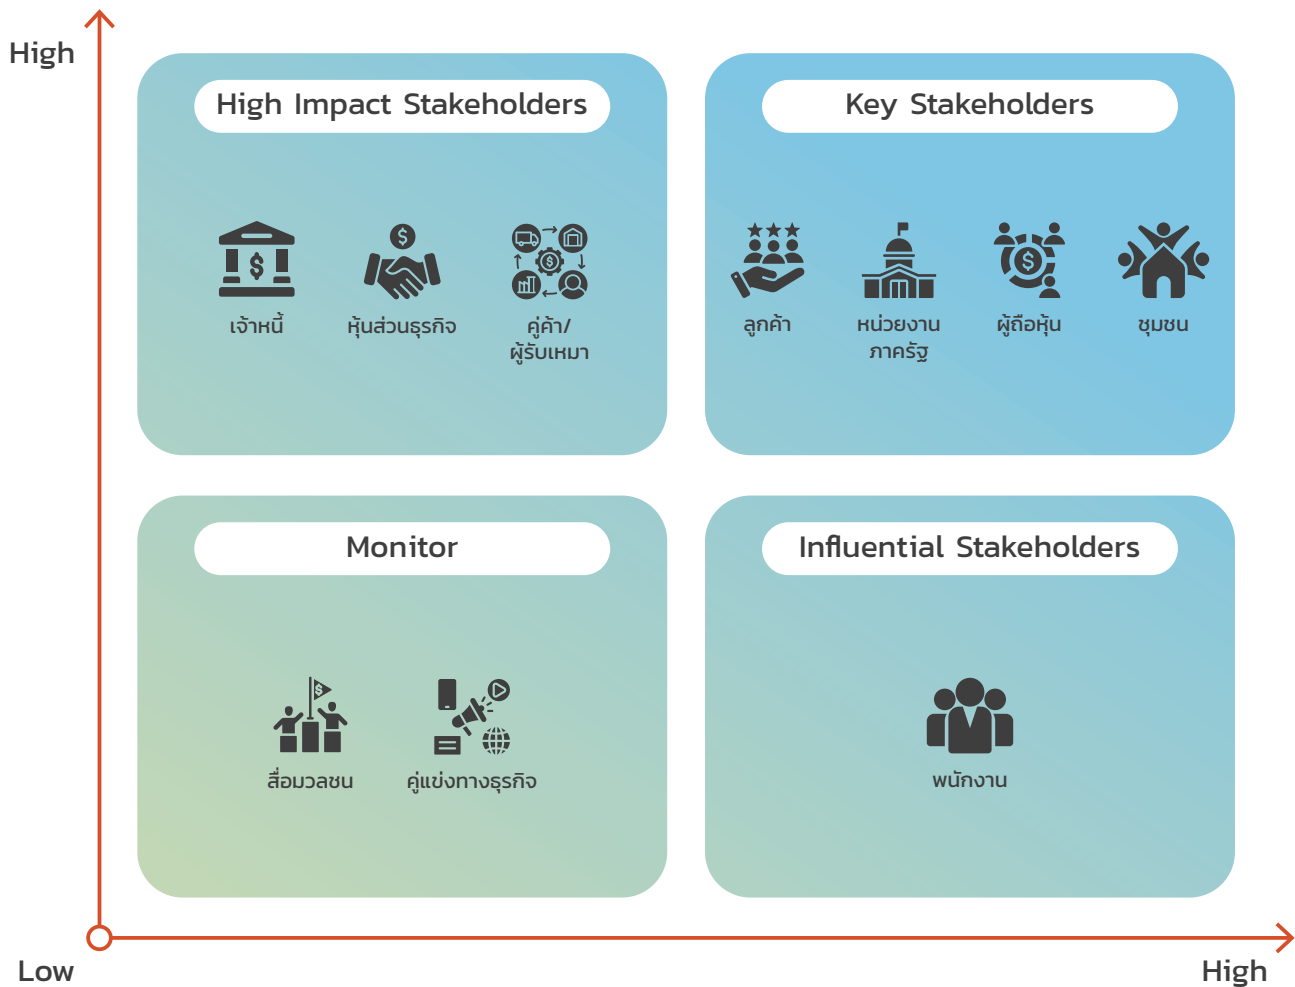 High
High Impact Stakeholders
เจ้าหนี้
หุ้นส่วนธุรกิจ
คู่ค้า/
ผู้รับเหมา
Key Stakeholders
ลูกค้า
หน่วยงาน
ภาครัฐ
ผู้ถือหุ้น
ชุมชน
Monitor
สื่อมวลชน
คู่แข่งทางธุรกิจ
Influential Stakeholders
พนักงาน
Low
High